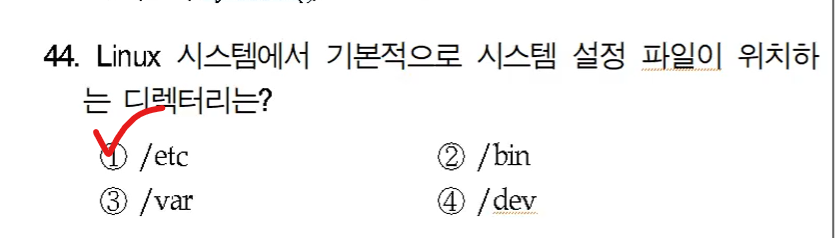 44. Linux 시스템에서 기본적으로 시스템 설정 파일이 위치하
는 디렉터리는?
① /etc ② /bin
③ /var ④ /dev